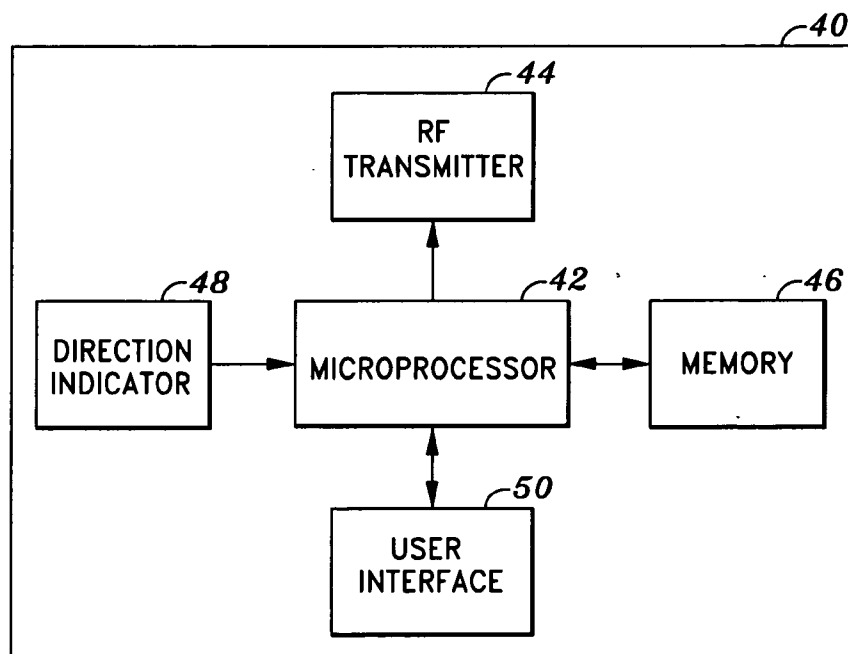 40
44
RF
TRANSMITTER
48
42
46
DIRECTION
INDICATOR
MICROPROCESSOR
MEMORY
50
USER
INTERFACE